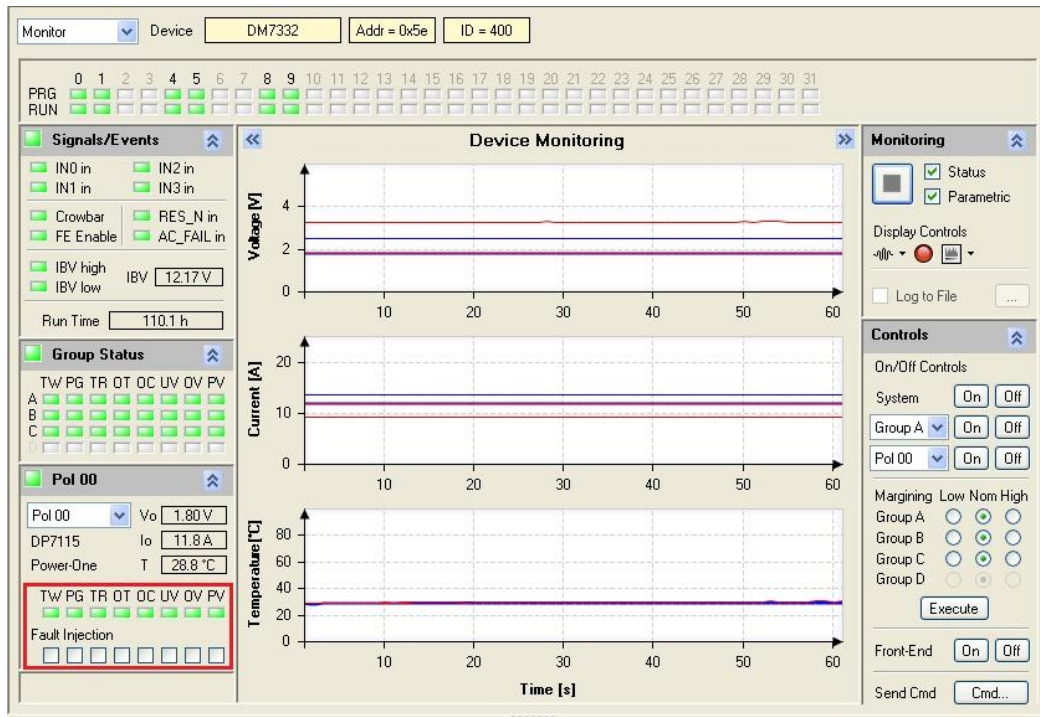 Monitor Device DM7332 Addr = 0x5e ID = 400
0 1 2 3 4 5 6 7 8 9 10 11 12 13 14 15 16 17 18 19 20 21 22 23 24 25 26 27 28 29 30 31
PRG
RUN
Signals/Events
IN0 in IN2 in
IN1 in IN3 in
Crowbar RES_N in
FE Enable AC_FAIL in
IBV high
IBV 12.17 V
IBV low
Run Time 110.1 h
Group Status
TW PG TR OT OC UV OV PV
A
B
C
D
Pol 00
Pol 00 Vo 1.80 V
DP7115 Io 11.8 A
Power-One T 28.8 °C
TW PG TR OT OC UV OV PV
Fault Injection
Device Monitoring
Voltage [V]
4
2
0
10 20 30 40 50 60
Current [A]
20
10
0
10 20 30 40 50 60
Temperature [°C]
80
60
40
20
0
10 20 30 40 50 60
Time [s]
Monitoring
Status
Parametric
Display Controls
Log to File ...
Controls
On/Off Controls
System On Off
Group A On Off
Pol 00 On Off
Margining Low Nom High
Group A
Group B
Group C
Group D
Execute
Front-End On Off
Send Cmd Cmd...